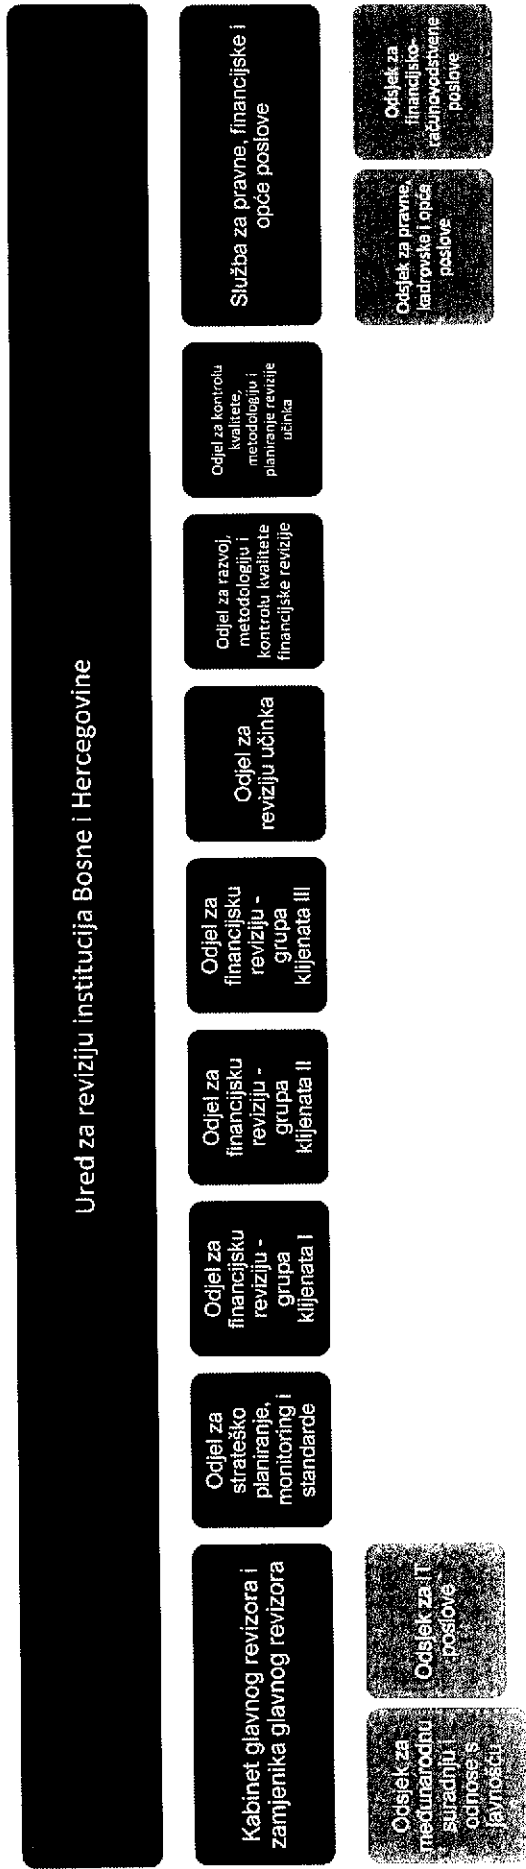 Ured za reviziju institucija Bosne i Hercegovine
Kabinet glavnog revizora i
zamjenika glavnog revizora
Odjel za
strateško
planiranje,
monitoring i
standarde
Odjel za
financijsku
reviziju -
grupa
klijenata I
Odjel za
financijsku
reviziju -
grupa
klijenata II
Odjel za
financijsku
reviziju -
grupa
klijenata III
Odjel za
reviziju učinka
Odjel za razvoj,
metodologiju i
kontrolu kvalitete
financijske revizije
Odjel za kontrolu
kvalitete,
metodologiju i
planiranje revizije
učinka
Služba za pravne, financijske i
opće poslove
Odsjek za
međunarodnu
suradnju i
odnose s
javnošću
Odsjek za IT
poslove
Odsjek za pravne,
kadrovske i opće
poslove
Odsjek za
financijsko-
računovodstvene
poslove